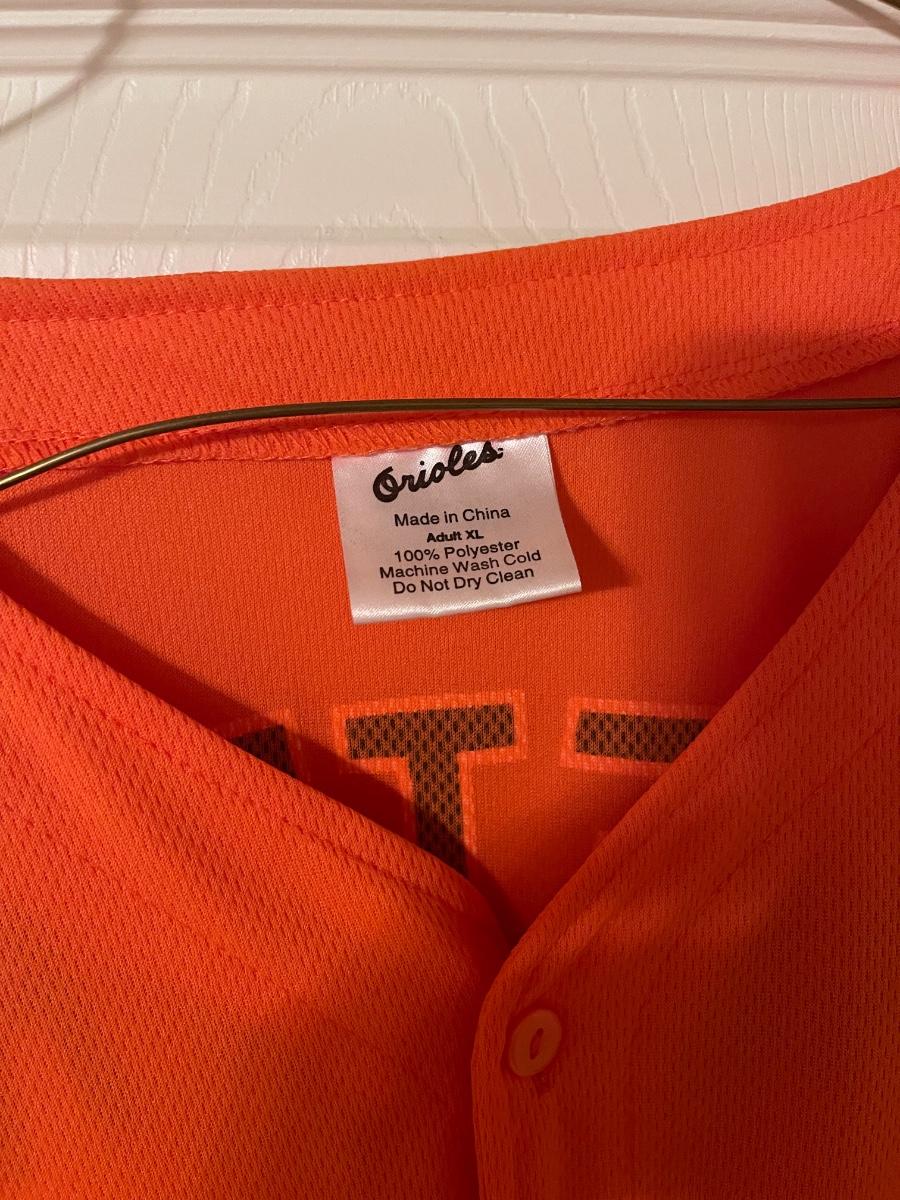 Orioles
Made in China
Adult XL
100% Polyester
Machine Wash Cold
Do Not Dry Clean
T